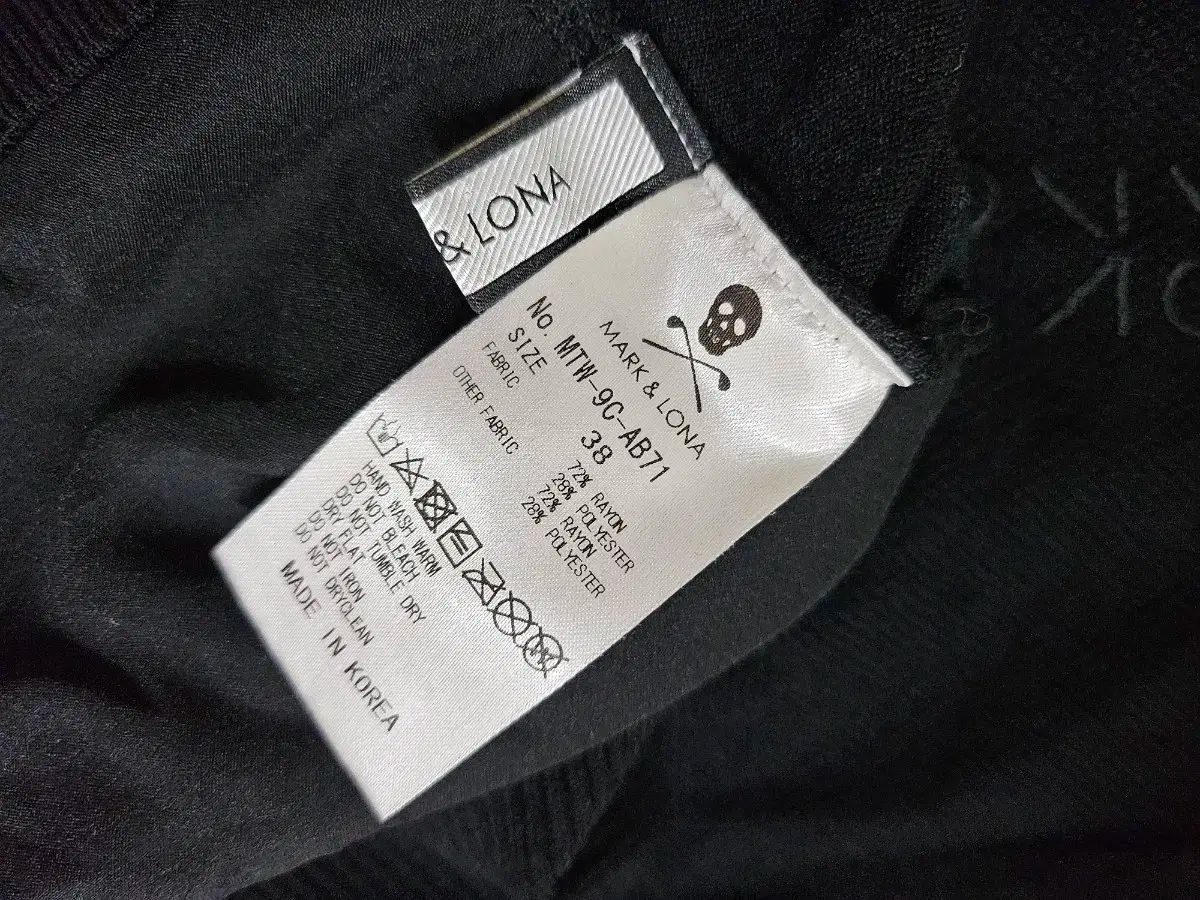 & LONA
MARK & LONA
No. MTW-9C-AB71
SIZE 38
FABRIC 72% RAYON
28% POLYESTER
OTHER FABRIC 72% RAYON
28% POLYESTER
HAND WASH WARM
DO NOT BLEACH
DO NOT TUMBLE DRY
DRY FLAT
DO NOT IRON
DO NOT DRYCLEAN
MADE IN KOREA